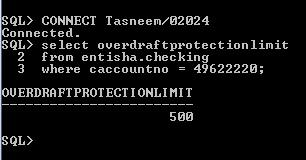 SQL> CONNECT Tasneem/02024
Connected.
SQL> select overdraftprotectionlimit
  2  from entisha.checking
  3  where caccountno = 49622220;

OVERDRAFTPROTECTIONLIMIT
------------------------
                     500

SQL>